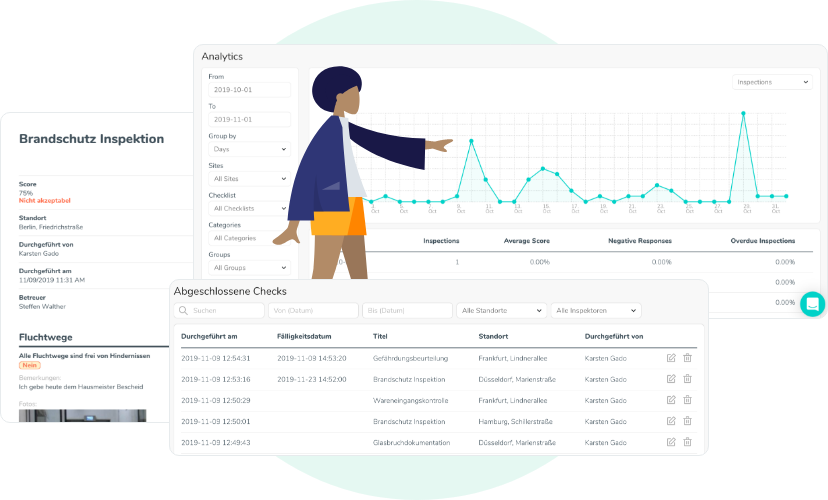 Brandschutz Inspektion
Score
75%
Nicht akzeptabel
Standort
Berlin, Friedrichstraße
Durchgeführt von
Karsten Gado
Durchgeführt am
11/09/2019 11:31 AM
Betreuer
Steffen Walther
Fluchtwege
Alle Fluchtwege sind frei von Hindernissen
Nein
Bemerkungen:
Ich gebe heute dem Hausmeister Bescheid
Fotos:
Analytics
From
2019-10-01
To
2019-11-01
Group by
Days
Sites
All Sites
Checklist
All Checklists
Categories
All Categories
Groups
All Groups
Inspections
3. Oct
5. Oct
7. Oct
9. Oct
11. Oct
13. Oct
15. Oct
17. Oct
19. Oct
21. Oct
23. Oct
25. Oct
27. Oct
29. Oct
31. Oct
Inspections Average Score Negative Responses Overdue Inspections
1 0.00% 0.00% 0.00%
0.00%
0.00%
Abgeschlossene Checks
Suchen Von (Datum) Bis (Datum) Alle Standorte Alle Inspektoren
Durchgeführt am Fälligkeitsdatum Titel Standort Durchgeführt von
2019-11-09 12:54:31 2019-11-09 14:53:20 Gefährdungsbeurteilung Frankfurt, Lindnerallee Karsten Gado
2019-11-09 12:53:16 2019-11-23 14:52:00 Brandschutz Inspektion Düsseldorf, Marienstraße Karsten Gado
2019-11-09 12:50:29 Wareneingangskontrolle Frankfurt, Lindnerallee Karsten Gado
2019-11-09 12:50:01 Brandschutz Inspektion Hamburg, Schillerstraße Karsten Gado
2019-11-09 12:49:43 Glasbruchdokumentation Düsseldorf, Marienstraße Karsten Gado